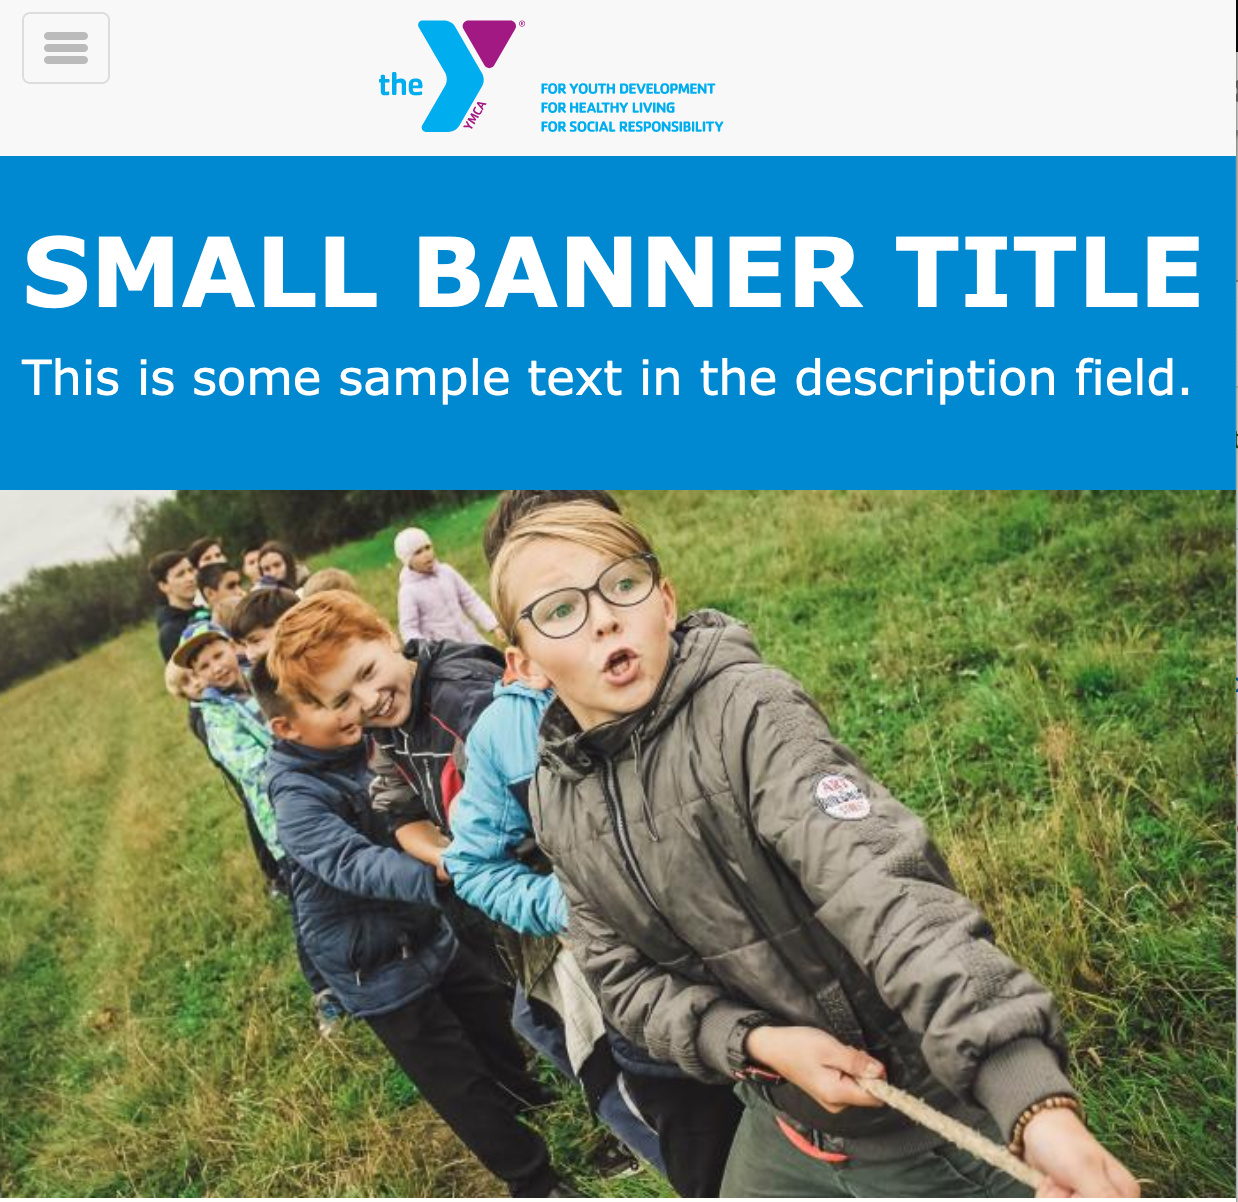 the
YMCA
®
FOR YOUTH DEVELOPMENT
FOR HEALTHY LIVING
FOR SOCIAL RESPONSIBILITY
SMALL BANNER TITLE
This is some sample text in the description field.
ART